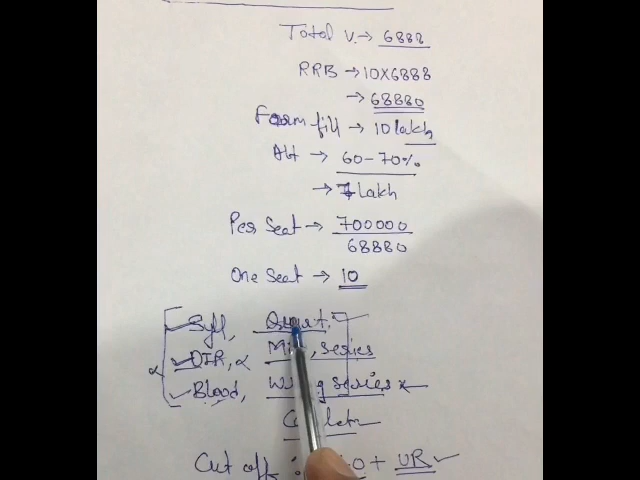 Total V. → 6888
RRB → 10X6888
→ 68880
Form fill → 10 lakh
Att → 60-70%
→ 7 Lakh
Per Seat → 700000
68880
One Seat → 10
Syll,
DIR, α series
α
Blood, series
Cut off + UR